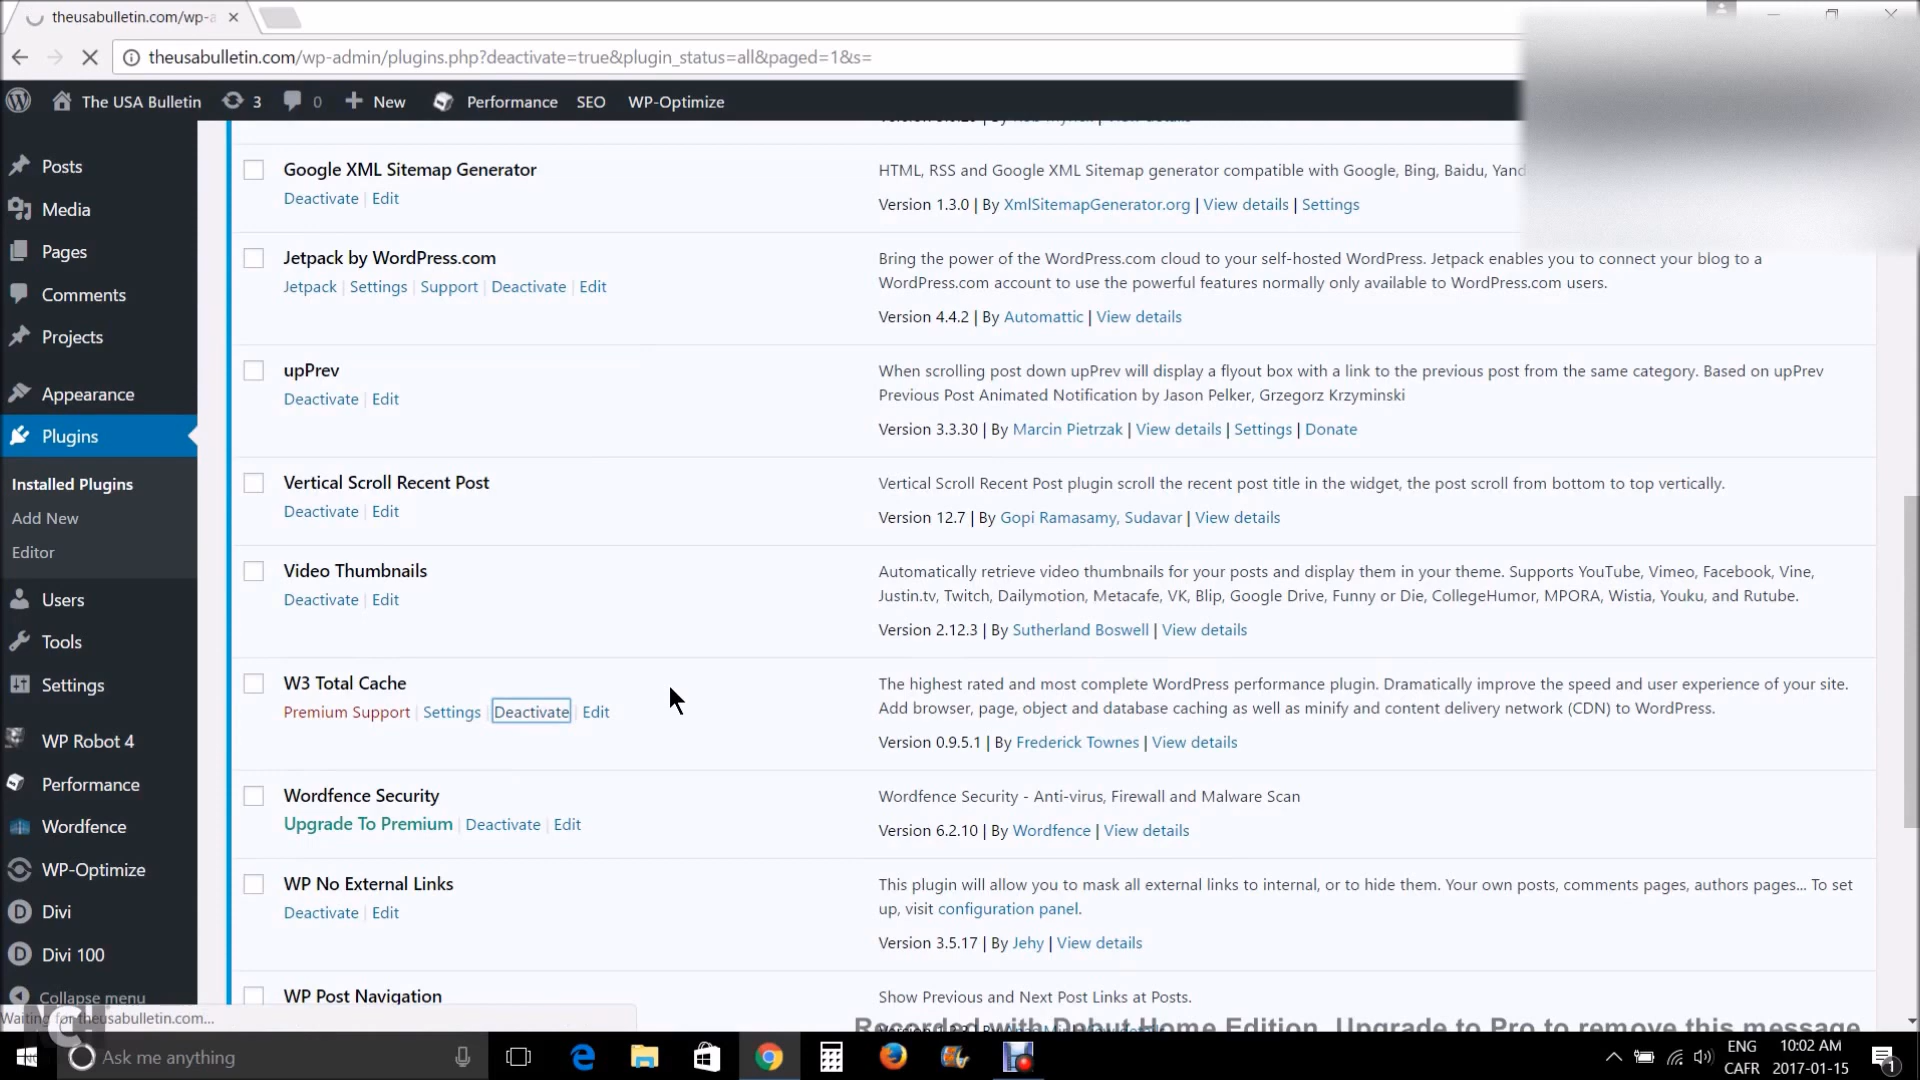 theusabulletin.com/wp-a
theusabulletin.com/wp-admin/plugins.php?deactivate=true&plugin_status=all&paged=1&s=
The USA Bulletin 3 0 New Performance SEO WP-Optimize
Posts
Media
Pages
Comments
Projects
Appearance
Plugins
Installed Plugins
Add New
Editor
Users
Tools
Settings
WP Robot 4
Performance
Wordfence
WP-Optimize
Divi
Divi 100
Collapse menu
Google XML Sitemap Generator
Deactivate | Edit
HTML, RSS and Google XML Sitemap generator compatible with Google, Bing, Baidu, Yand
Version 1.3.0 | By XmlSitemapGenerator.org | View details | Settings
Jetpack by WordPress.com
Jetpack | Settings | Support | Deactivate | Edit
Bring the power of the WordPress.com cloud to your self-hosted WordPress. Jetpack enables you to connect your blog to a
WordPress.com account to use the powerful features normally only available to WordPress.com users.
Version 4.4.2 | By Automattic | View details
upPrev
Deactivate | Edit
When scrolling post down upPrev will display a flyout box with a link to the previous post from the same category. Based on upPrev
Previous Post Animated Notification by Jason Pelker, Grzegorz Krzyminski
Version 3.3.30 | By Marcin Pietrzak | View details | Settings | Donate
Vertical Scroll Recent Post
Deactivate | Edit
Vertical Scroll Recent Post plugin scroll the recent post title in the widget, the post scroll from bottom to top vertically.
Version 12.7 | By Gopi Ramasamy, Sudavar | View details
Video Thumbnails
Deactivate | Edit
Automatically retrieve video thumbnails for your posts and display them in your theme. Supports YouTube, Vimeo, Facebook, Vine,
Justin.tv, Twitch, Dailymotion, Metacafe, VK, Blip, Google Drive, Funny or Die, CollegeHumor, MPORA, Wistia, Youku, and Rutube.
Version 2.12.3 | By Sutherland Boswell | View details
W3 Total Cache
Premium Support | Settings | Deactivate | Edit
The highest rated and most complete WordPress performance plugin. Dramatically improve the speed and user experience of your site.
Add browser, page, object and database caching as well as minify and content delivery network (CDN) to WordPress.
Version 0.9.5.1 | By Frederick Townes | View details
Wordfence Security
Upgrade To Premium | Deactivate | Edit
Wordfence Security - Anti-virus, Firewall and Malware Scan
Version 6.2.10 | By Wordfence | View details
WP No External Links
Deactivate | Edit
This plugin will allow you to mask all external links to internal, or to hide them. Your own posts, comments pages, authors pages... To set
up, visit configuration panel.
Version 3.5.17 | By Jehy | View details
WP Post Navigation
Show Previous and Next Post Links at Posts.
Waiting for theusabulletin.com...
Recorded with Debut Home Edition. Upgrade to Pro to remove this message
Ask me anything
ENG
CAFR
10:02 AM
2017-01-15
1